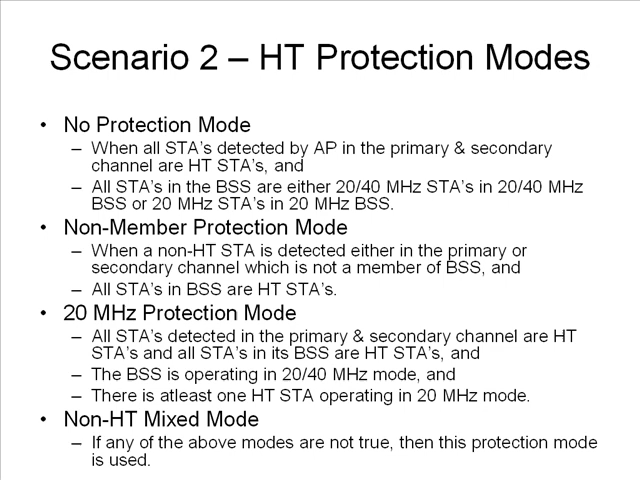 Scenario 2 – HT Protection Modes
• No Protection Mode
– When all STA's detected by AP in the primary & secondary
channel are HT STA's, and
– All STA's in the BSS are either 20/40 MHz STA's in 20/40 MHz
BSS or 20 MHz STA's in 20 MHz BSS.
• Non-Member Protection Mode
– When a non-HT STA is detected either in the primary or
secondary channel which is not a member of BSS, and
– All STA's in BSS are HT STA's.
• 20 MHz Protection Mode
– All STA's detected in the primary & secondary channel are HT
STA's and all STA's in its BSS are HT STA's, and
– The BSS is operating in 20/40 MHz mode, and
– There is atleast one HT STA operating in 20 MHz mode.
• Non-HT Mixed Mode
– If any of the above modes are not true, then this protection mode
is used.